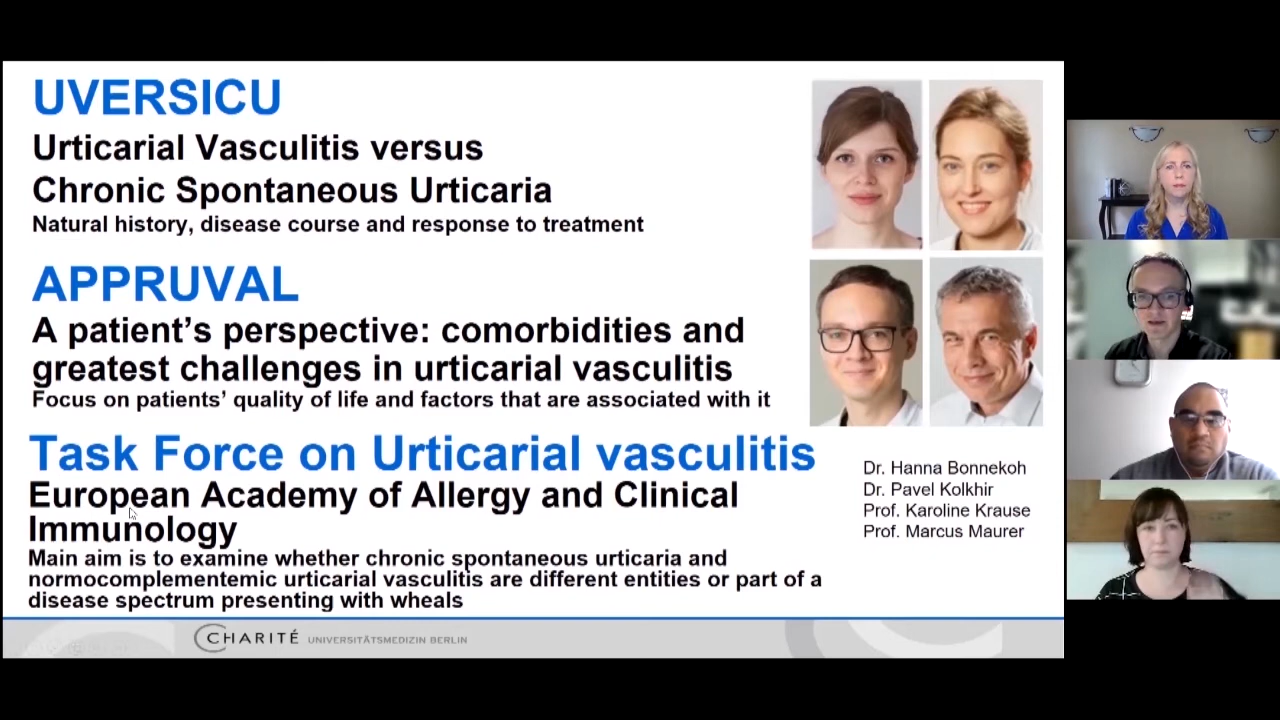 UVERSICU
Urticarial Vasculitis versus
Chronic Spontaneous Urticaria
Natural history, disease course and response to treatment
APPRUVAL
A patient’s perspective: comorbidities and
greatest challenges in urticarial vasculitis
Focus on patients’ quality of life and factors that are associated with it
Task Force on Urticarial vasculitis
European Academy of Allergy and Clinical
Immunology
Main aim is to examine whether chronic spontaneous urticaria and
normocomplementemic urticarial vasculitis are different entities or part of a
disease spectrum presenting with wheals
Dr. Hanna Bonnekoh
Dr. Pavel Kolkhir
Prof. Karoline Krause
Prof. Marcus Maurer
CHARITÉ UNIVERSITÄTSMEDIZIN BERLIN